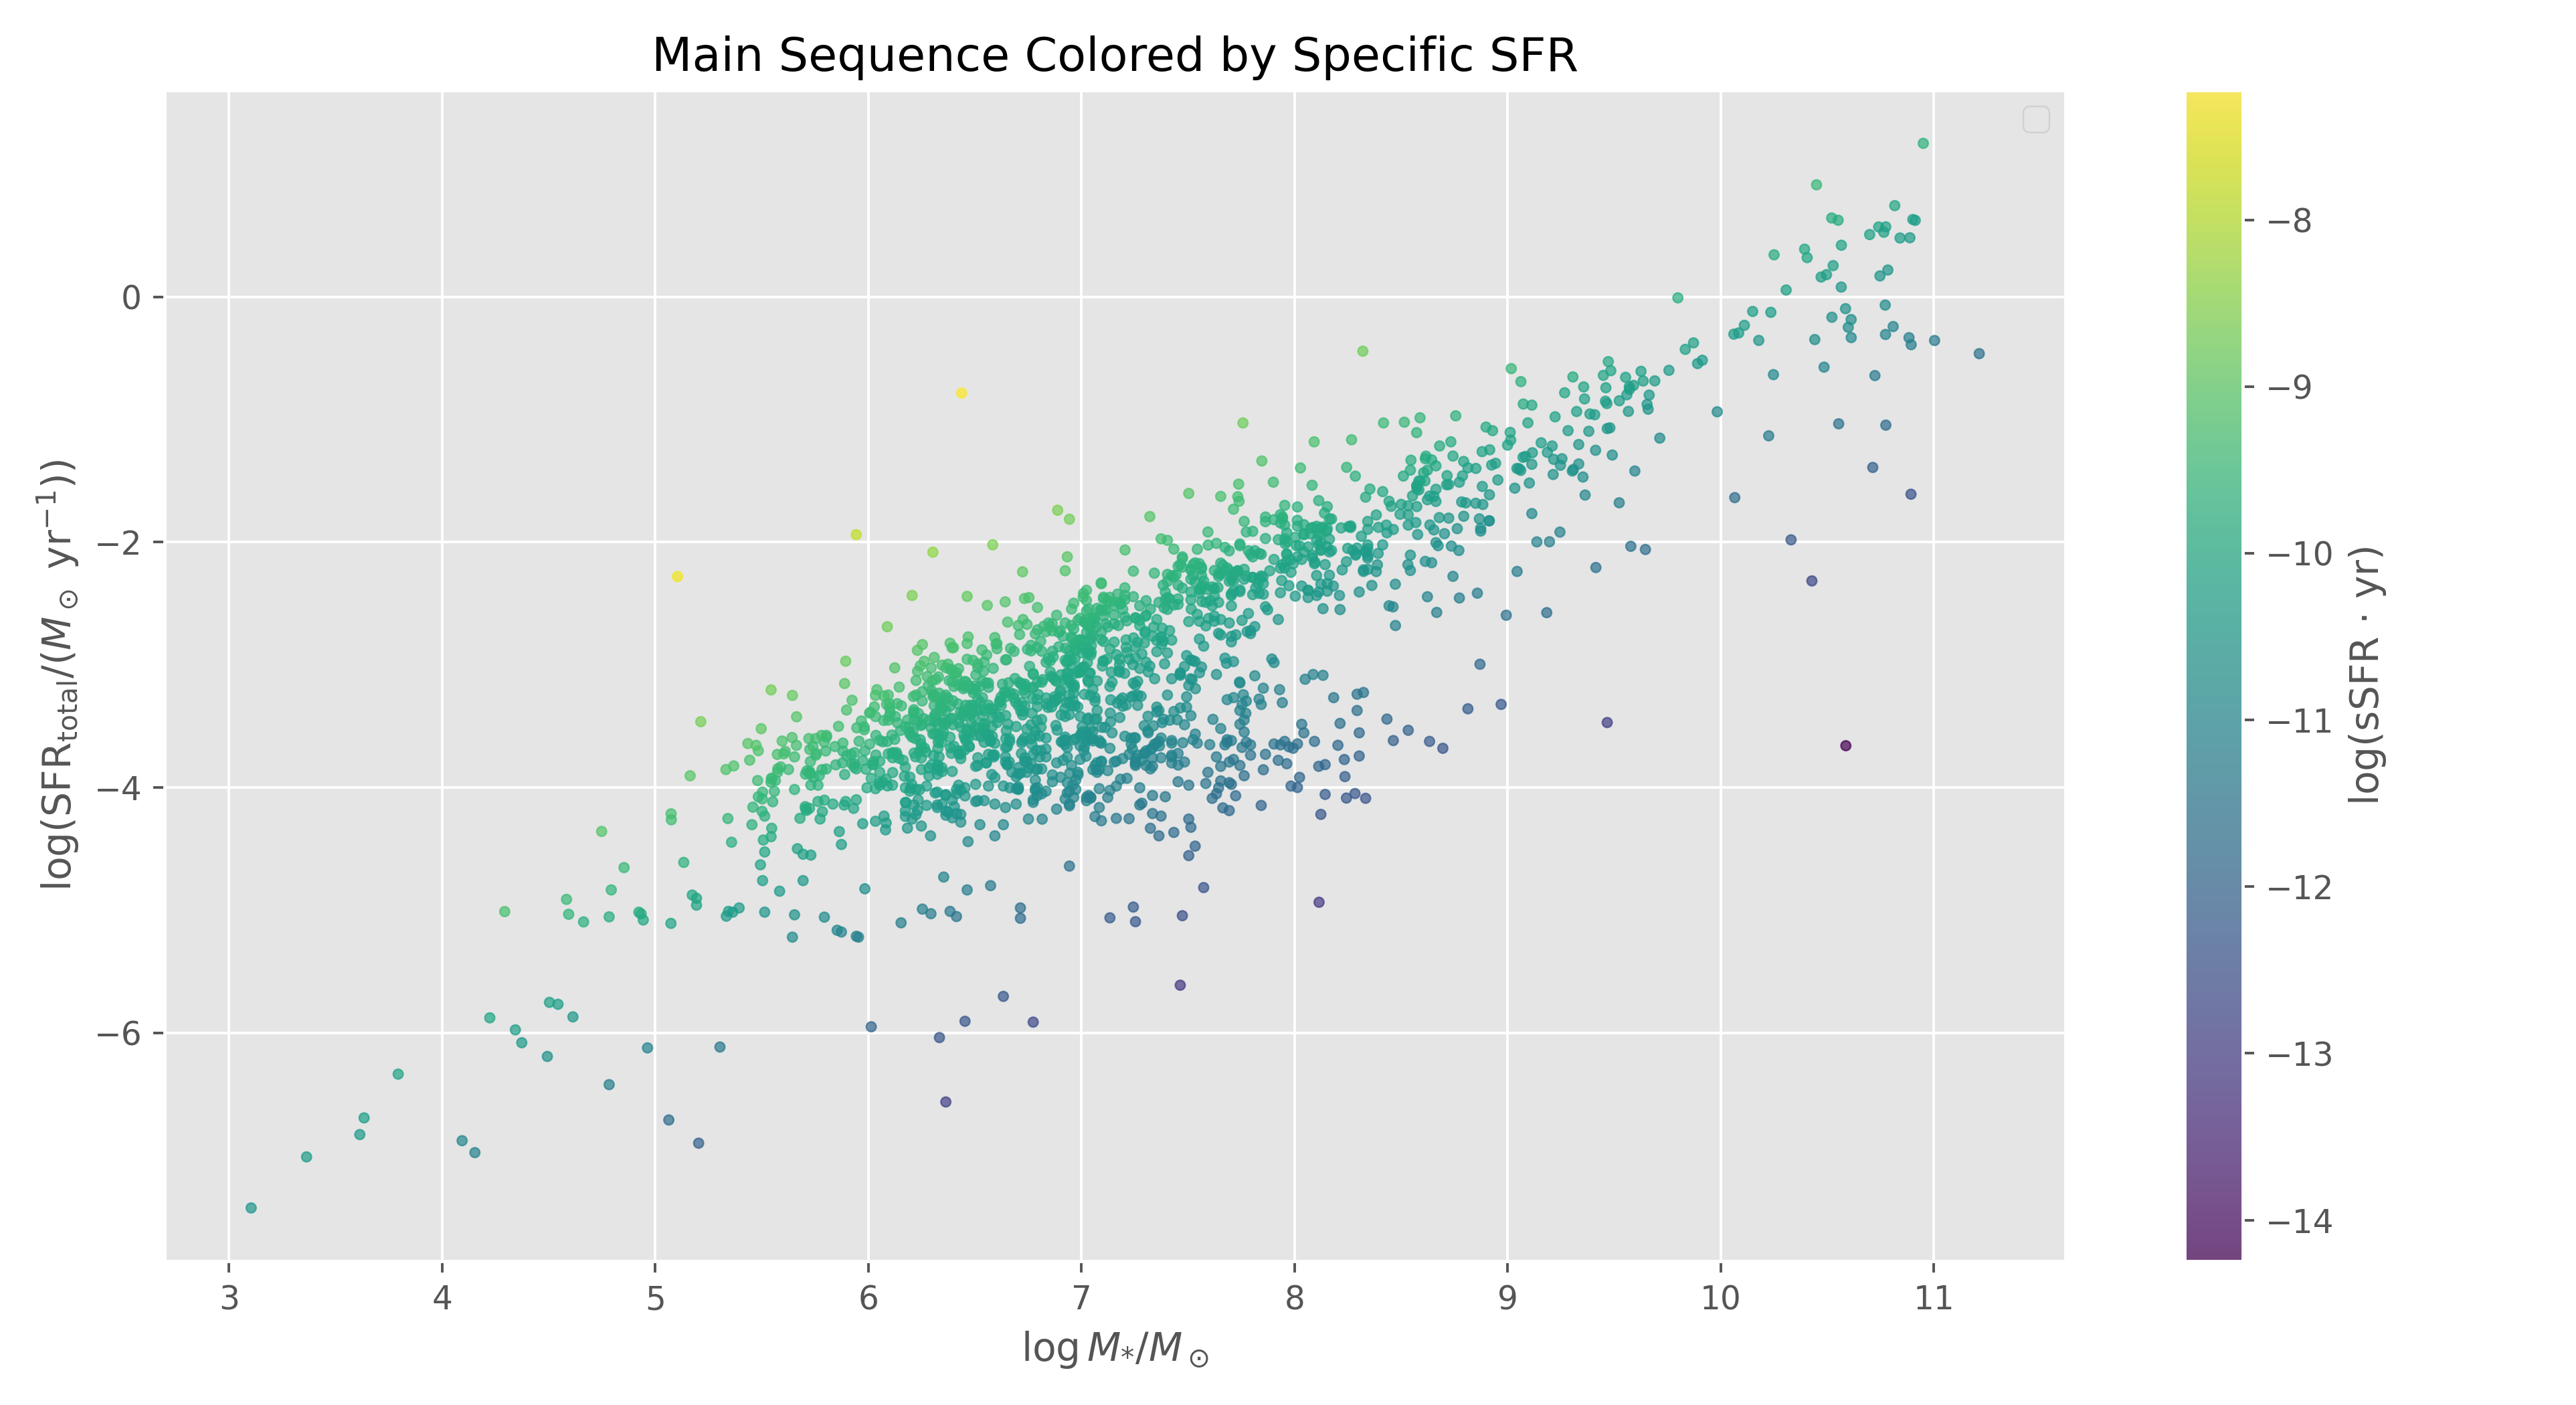 Main Sequence Colored by Specific SFR
log(SFR_total/(M_⊙ yr⁻¹))
0
−2
−4
−6
3 4 5 6 7 8 9 10 11
log M_*/M_⊙
−8
−9
−10
−11
−12
−13
−14
log(sSFR · yr)